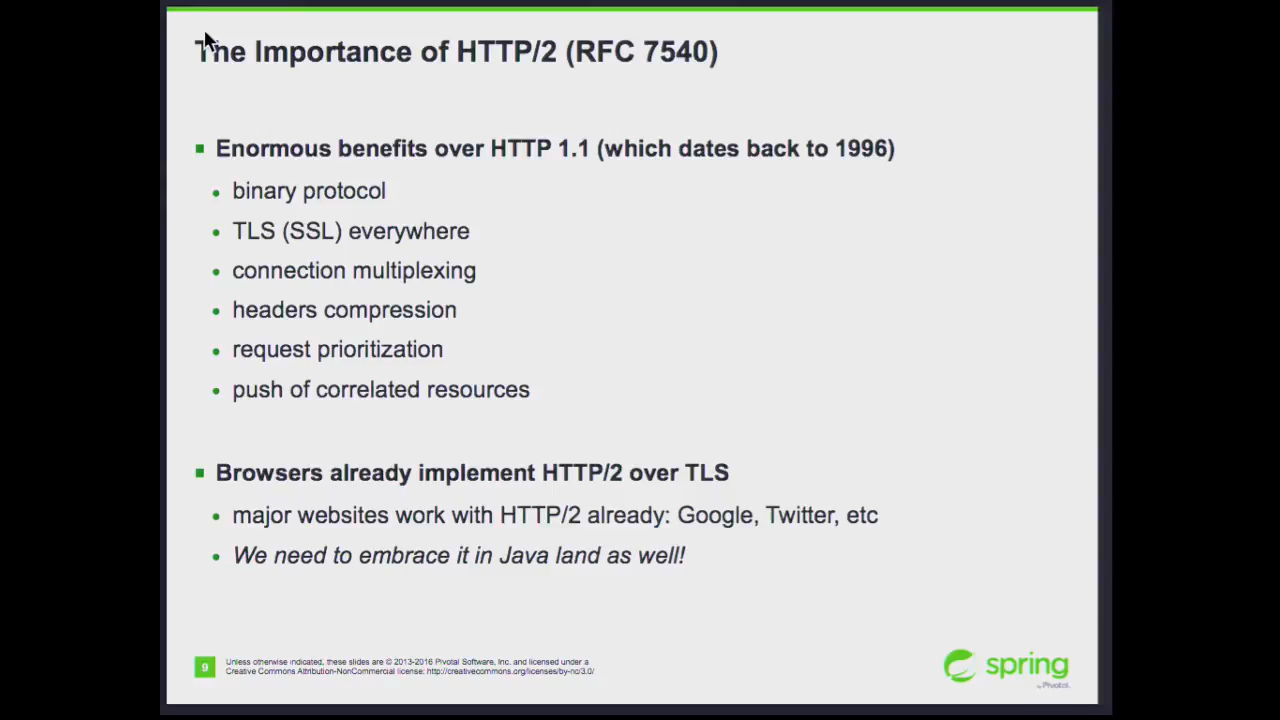 The Importance of HTTP/2 (RFC 7540)
Enormous benefits over HTTP 1.1 (which dates back to 1996)
binary protocol
TLS (SSL) everywhere
connection multiplexing
headers compression
request prioritization
push of correlated resources
Browsers already implement HTTP/2 over TLS
major websites work with HTTP/2 already: Google, Twitter, etc
We need to embrace it in Java land as well!
9
Unless otherwise indicated, these slides are © 2013-2016 Pivotal Software, Inc. and licensed under a
Creative Commons Attribution-NonCommercial license: http://creativecommons.org/licenses/by-nc/3.0/
spring
by Pivotal.